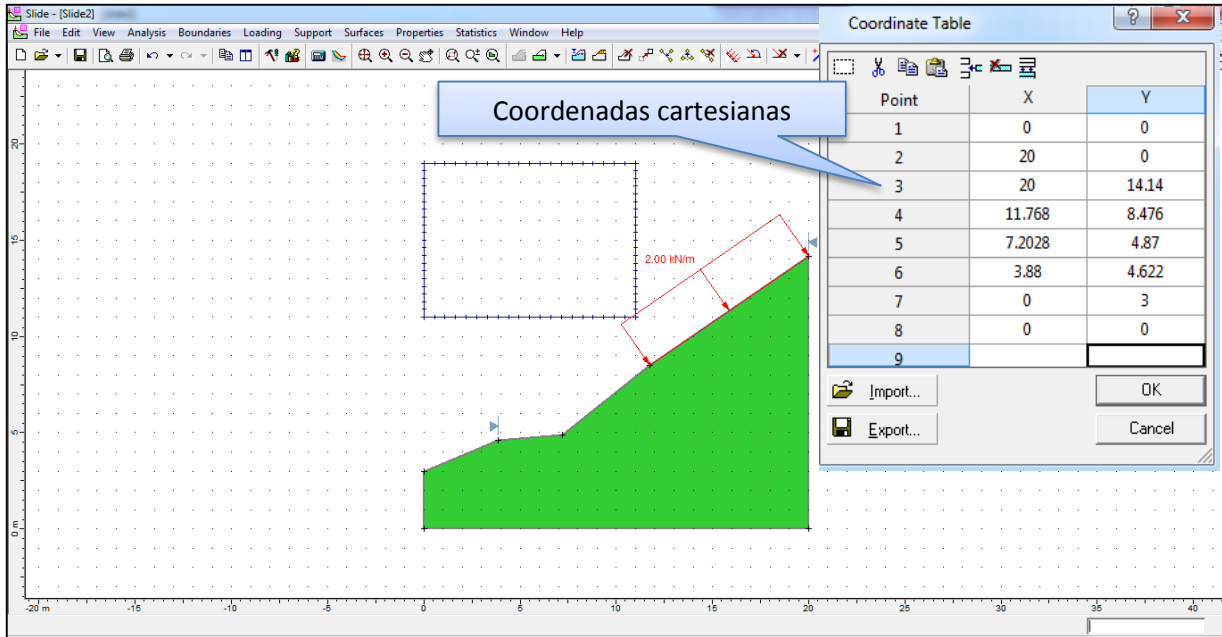 Slide - [Slide2]
File Edit View Analysis Boundaries Loading Support Surfaces Properties Statistics Window Help
Coordinate Table
Coordenadas cartesianas
Point X Y
1 0 0
2 20 0
3 20 14.14
4 11.768 8.476
5 7.2028 4.87
6 3.88 4.622
7 0 3
8 0 0
9
Import... OK
Export... Cancel
2.00 kN/m
20
15
10
5
0 m
-20 m -15 -10 -5 0 5 10 15 20 25 30 35 40